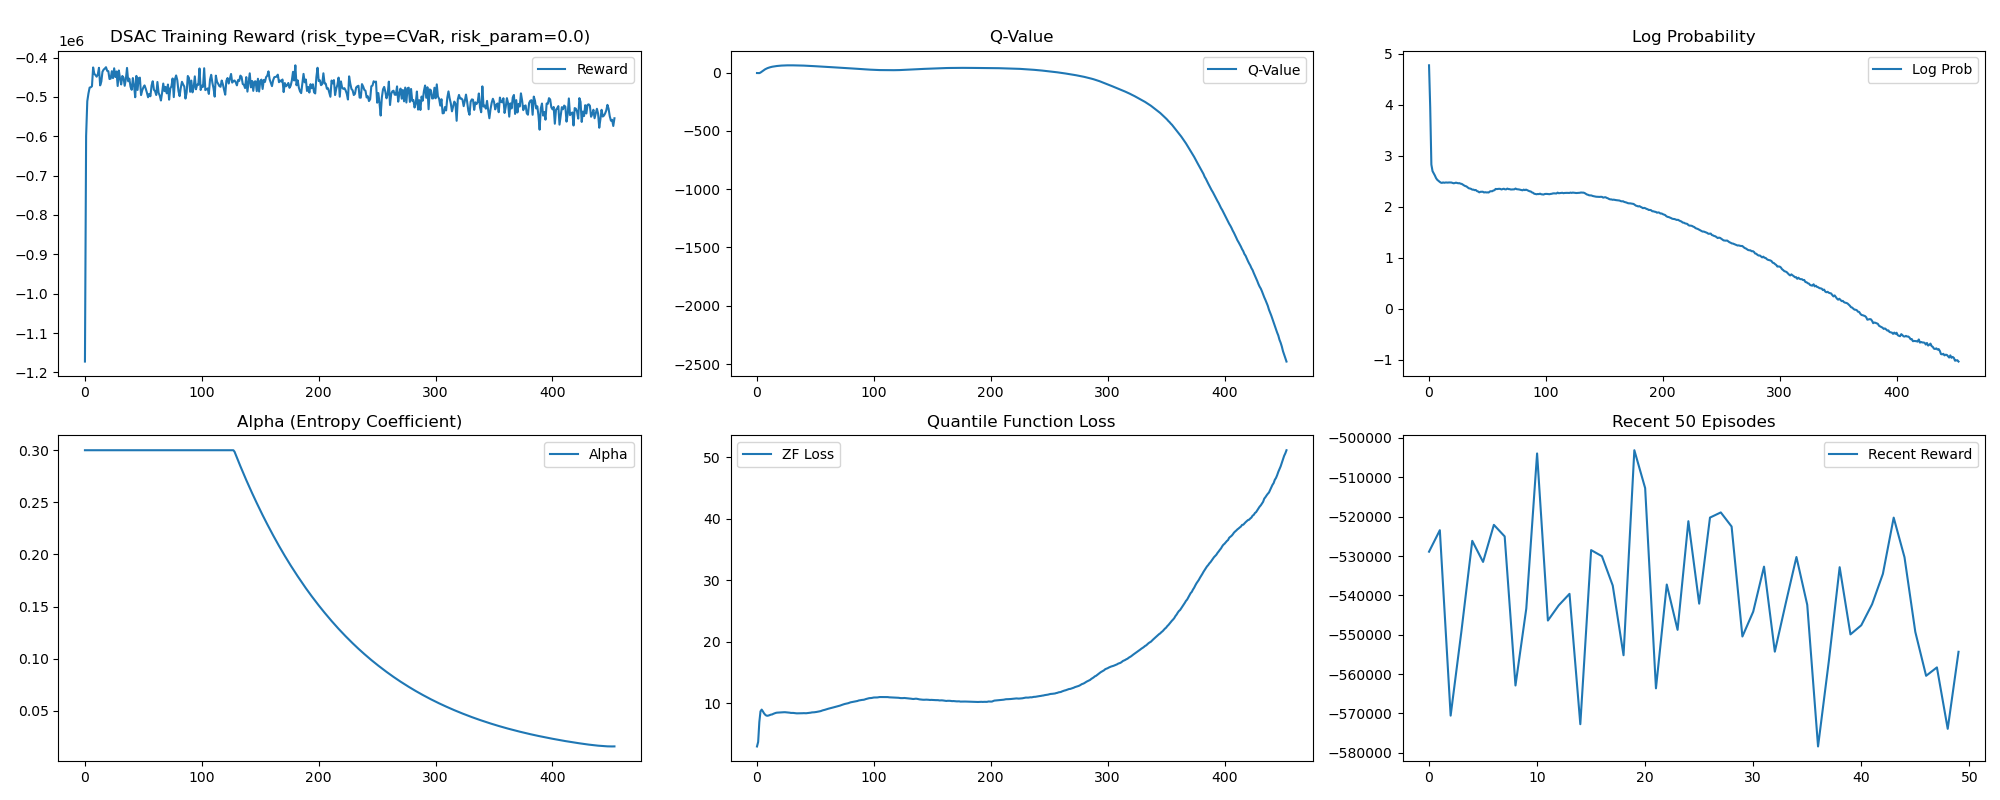 DSAC Training Reward (risk_type=CVaR, risk_param=0.0)
1e6
−0.4
−0.5
−0.6
−0.7
−0.8
−0.9
−1.0
−1.1
−1.2
0 100 200 300 400
Reward
Q-Value
0
−500
−1000
−1500
−2000
−2500
0 100 200 300 400
Q-Value
Log Probability
5
4
3
2
1
0
−1
0 100 200 300 400
Log Prob
Alpha (Entropy Coefficient)
0.30
0.25
0.20
0.15
0.10
0.05
0 100 200 300 400
Alpha
Quantile Function Loss
50
40
30
20
10
0 100 200 300 400
ZF Loss
Recent 50 Episodes
−500000
−510000
−520000
−530000
−540000
−550000
−560000
−570000
−580000
0 10 20 30 40 50
Recent Reward